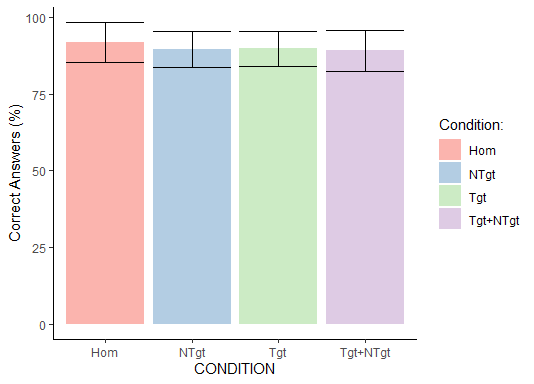 100
75
50
25
0
Correct Answers (%)
Hom
NTgt
Tgt
Tgt+NTgt
CONDITION
Condition:
Hom
NTgt
Tgt
Tgt+NTgt